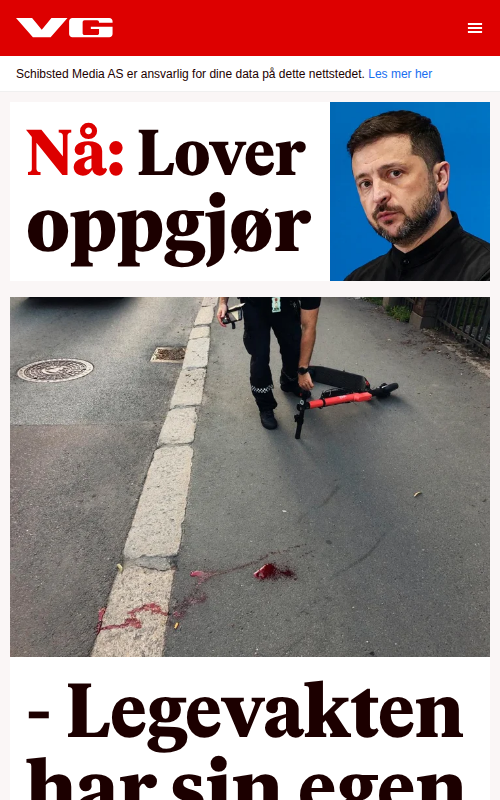 VG
Schibsted Media AS er ansvarlig for dine data på dette nettstedet. Les mer her
Nå: Lover
oppgjør
- Legevakten
har sin egen